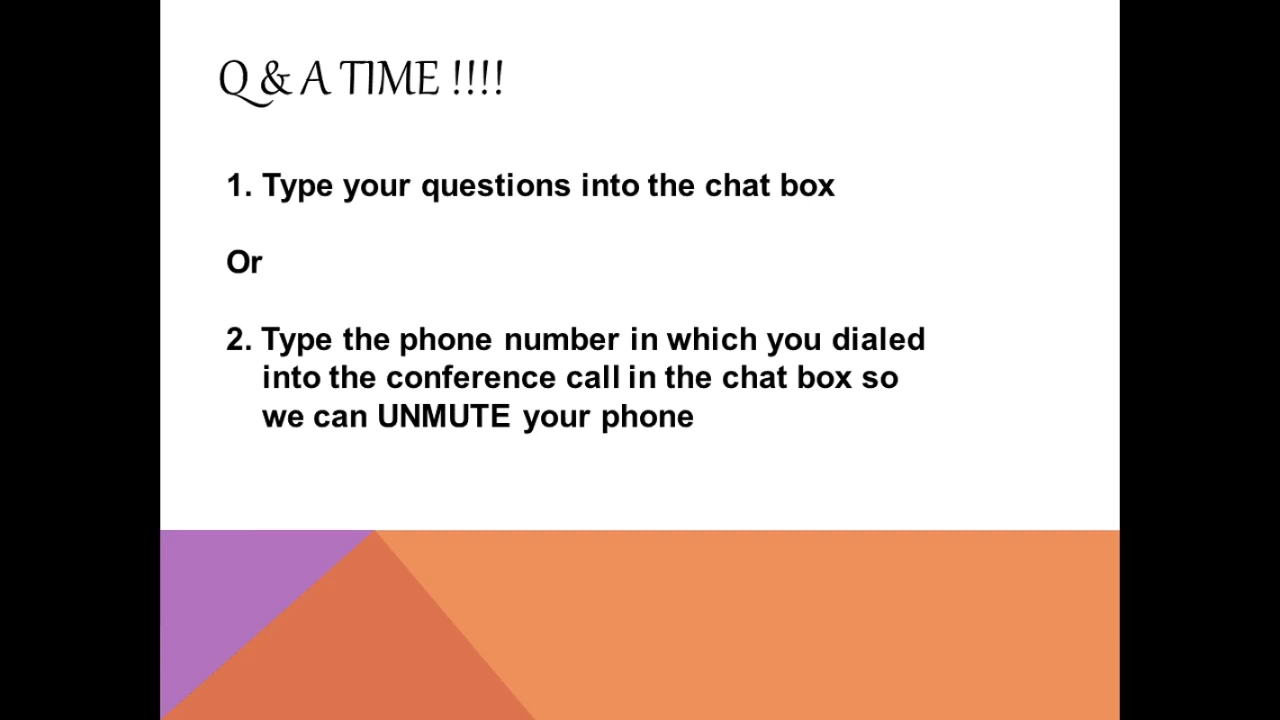 Q & A TIME !!!!
1. Type your questions into the chat box
Or
2. Type the phone number in which you dialed
into the conference call in the chat box so
we can UNMUTE your phone